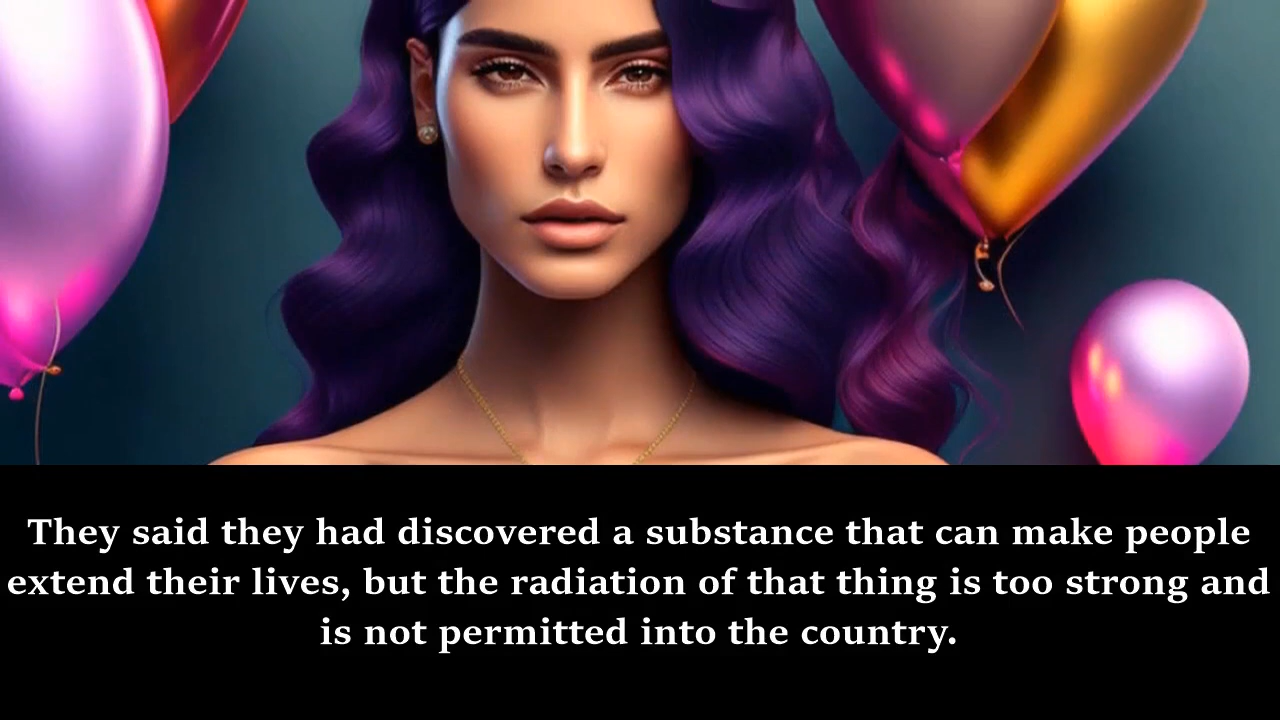 They said they had discovered a substance that can make people
extend their lives, but the radiation of that thing is too strong and
is not permitted into the country.